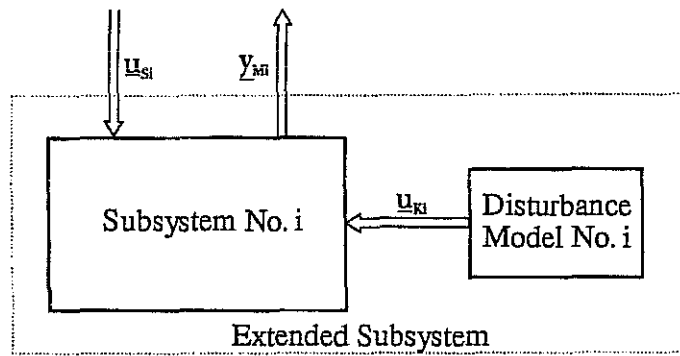 u_Si
y_Mi
Subsystem No. i
u_Ki
Disturbance
Model No. i
Extended Subsystem